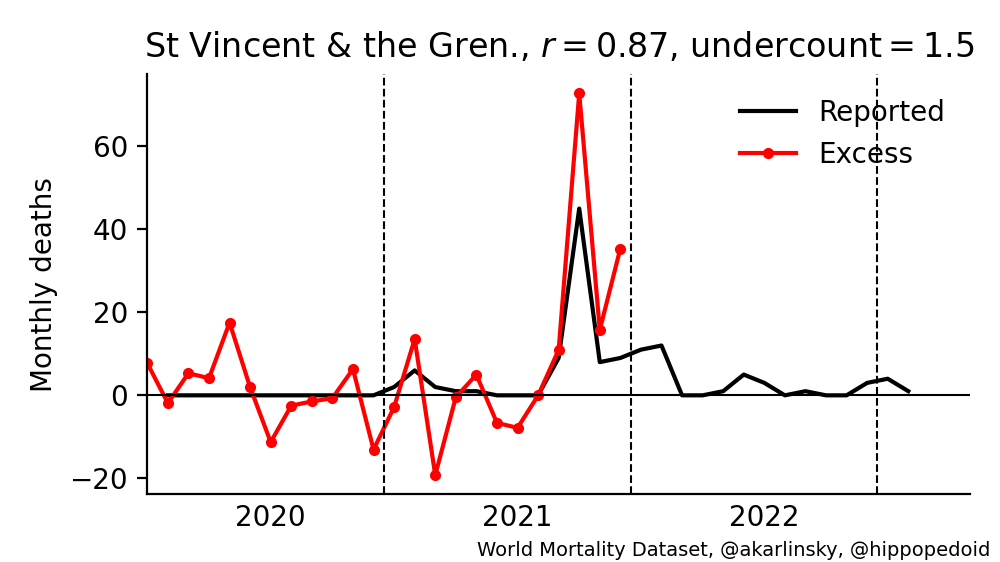 St Vincent & the Gren., r = 0.87, undercount = 1.5
Reported
Excess
Monthly deaths
60
40
20
0
−20
2020 2021 2022
World Mortality Dataset, @akarlinsky, @hippopedoid